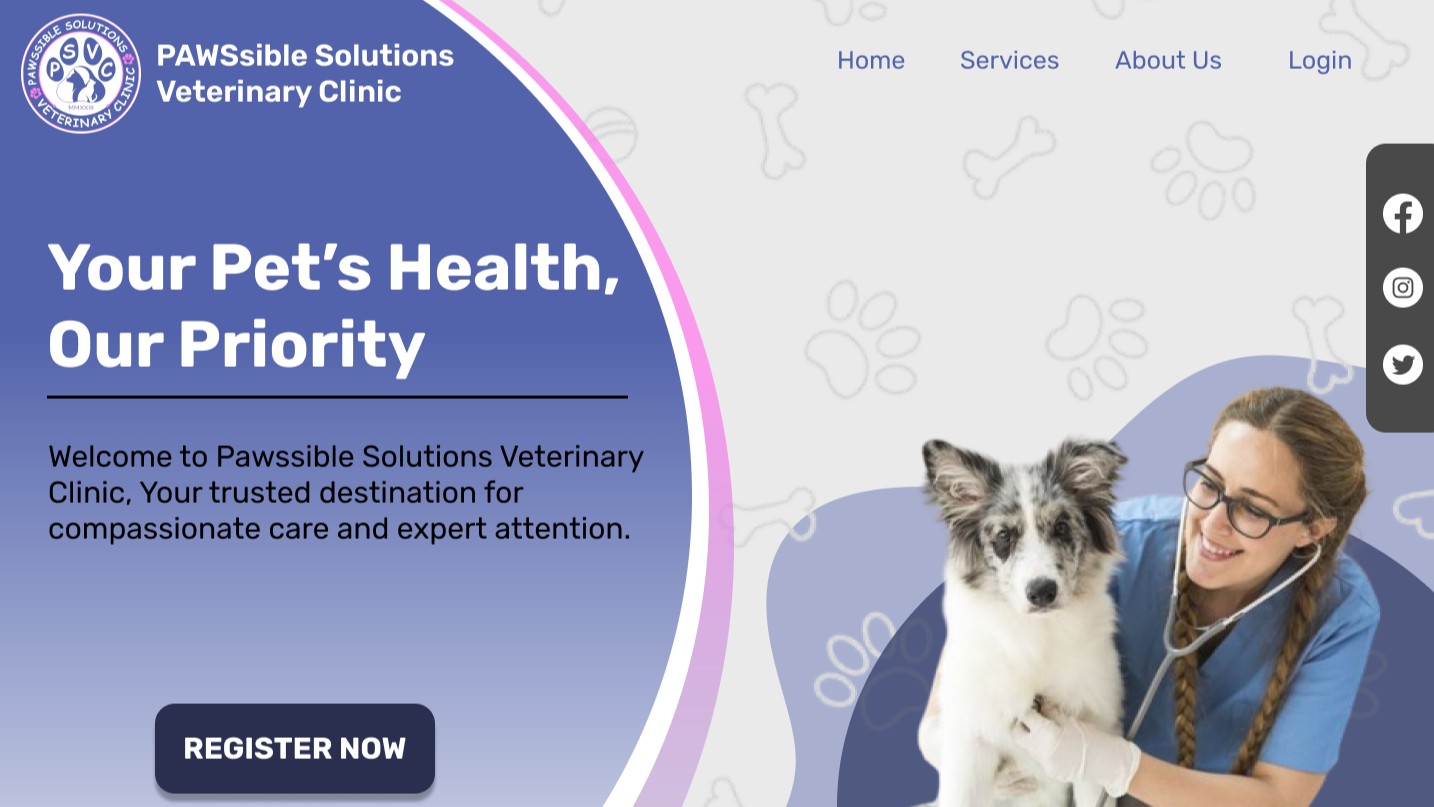 PAWSSIBLE SOLUTIONS
PSVC
VETERINARY CLINIC
MMXXIII
PAWSsible Solutions
Veterinary Clinic
Home Services About Us Login
Your Pet’s Health,
Our Priority
Welcome to Pawssible Solutions Veterinary
Clinic, Your trusted destination for
compassionate care and expert attention.
REGISTER NOW